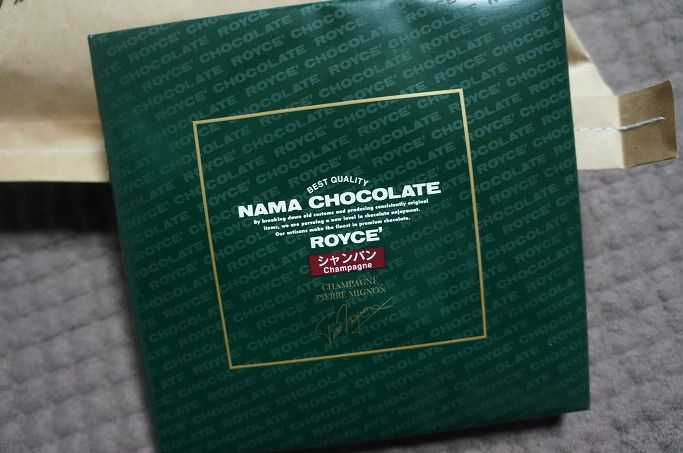 BEST QUALITY
NAMA CHOCOLATE
By breaking down old customs and producing consistently original
items, we are pursuing a new level in chocolate enjoyment.
Our artisans make the finest in premium chocolate.
ROYCE'
シャンパン
Champagne
CHAMPAGNE
PIERRE MIGNON
ROYCE' CHOCOLATE